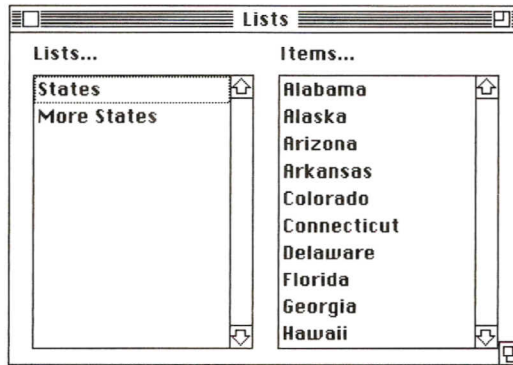 Lists
Lists...
States
More States
Items...
Alabama
Alaska
Arizona
Arkansas
Colorado
Connecticut
Delaware
Florida
Georgia
Hawaii